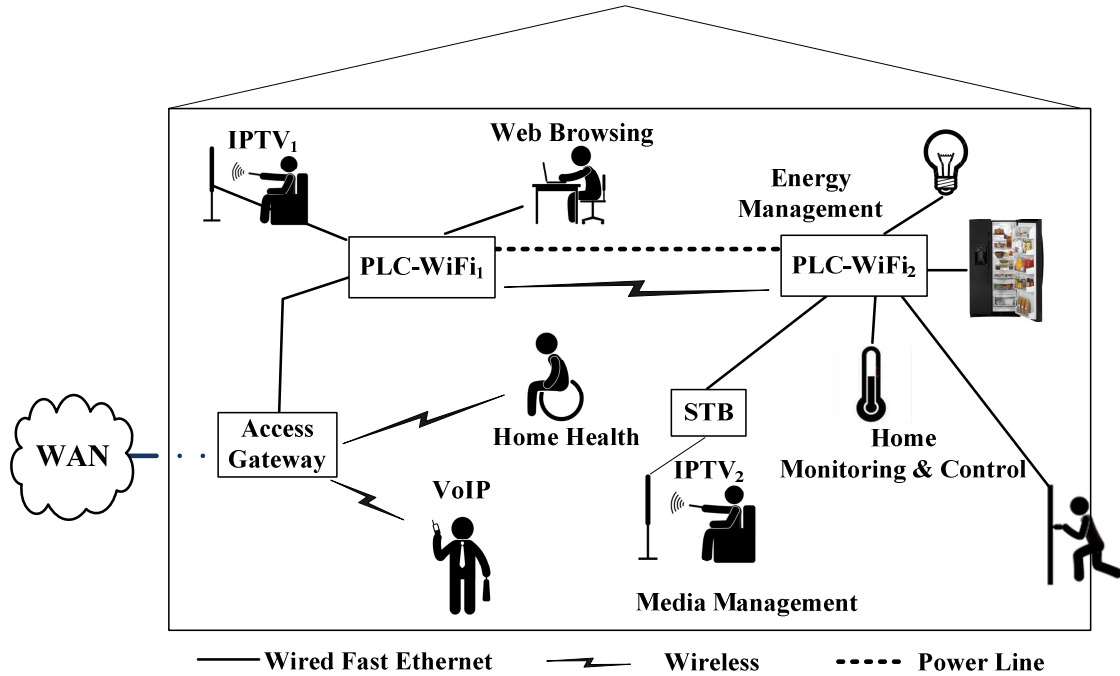 IPTV₁
Web Browsing
Energy
Management
PLC-WiFi₁
PLC-WiFi₂
STB
Home
Monitoring & Control
Access
Gateway
WAN
Home Health
IPTV₂
VoIP
Media Management
Wired Fast Ethernet
Wireless
Power Line